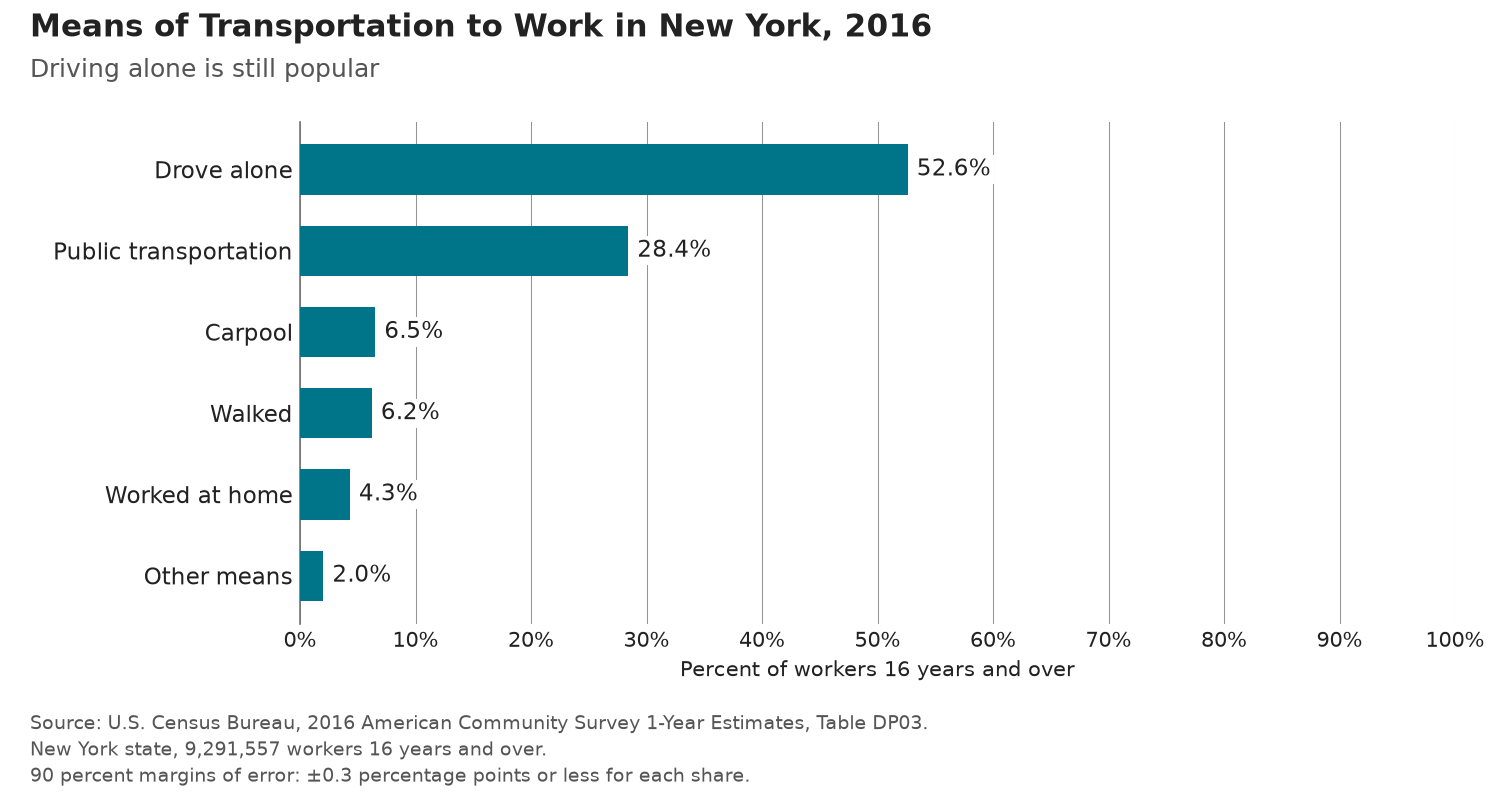 Means of Transportation to Work in New York, 2016
Driving alone is still popular
Drove alone 52.6%
Public transportation 28.4%
Carpool 6.5%
Walked 6.2%
Worked at home 4.3%
Other means 2.0%
0% 10% 20% 30% 40% 50% 60% 70% 80% 90% 100%
Percent of workers 16 years and over
Source: U.S. Census Bureau, 2016 American Community Survey 1-Year Estimates, Table DP03.
New York state, 9,291,557 workers 16 years and over.
90 percent margins of error: ±0.3 percentage points or less for each share.